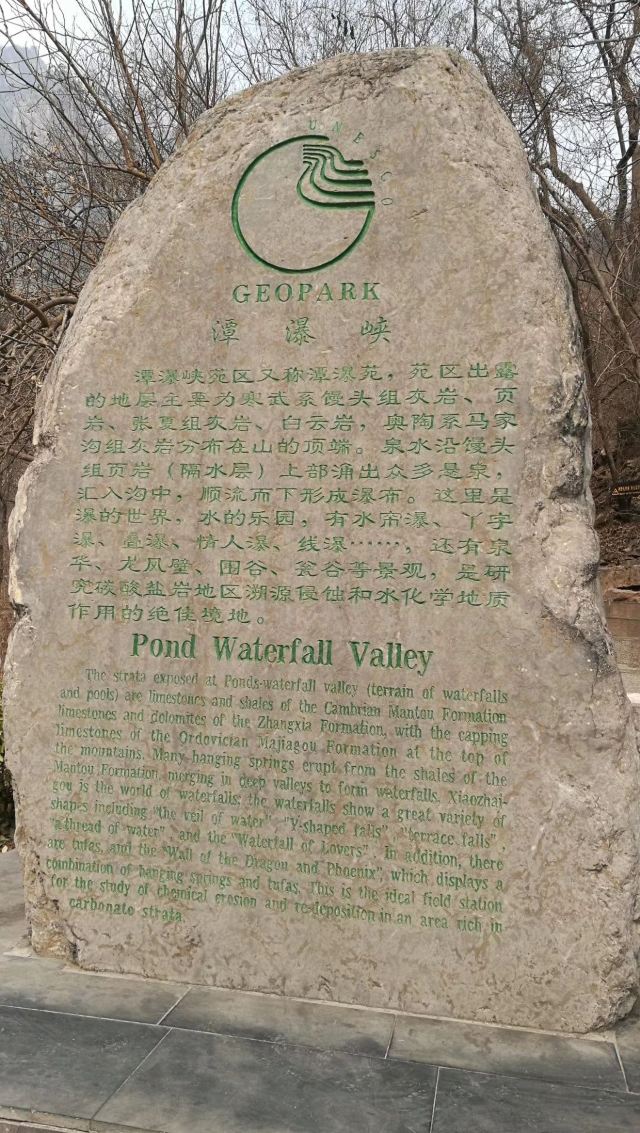 UNESCO
GEOPARK
潭瀑峡
潭瀑峡苑区又称潭瀑苑，苑区出露
的地层主要为寒武系馒头组灰岩、页
岩、张夏组灰岩、白云岩，奥陶系马家
沟组灰岩分布在山的顶端。泉水沿馒头
组页岩（隔水层）上部涌出众多悬泉，
汇入沟中，顺流而下形成瀑布。这里是
瀑的世界，水的乐园，有水帘瀑、丫字
瀑、叠瀑、情人瀑、线瀑……，还有泉
华、龙凤壁、围谷、瓮谷等景观，是研
究碳酸盐岩地区溯源侵蚀和水化学地质
作用的绝佳境地。
Pond Waterfall Valley
The strata exposed at Ponds-waterfall valley (terrain of waterfalls
and pools) are limestones and shales of the Cambrian Mantou Formation
limestones and dolomites of the Zhangxia Formation, with the capping
limestones of the Ordovician Majiagou Formation at the top of
the mountains. Many hanging springs erupt from the shales of the
Mantou Formation, merging in deep valleys to form waterfalls. Xiaozhai-
gou is the world of waterfalls; the waterfalls show a great variety of
shapes including "the veil of water", "Y-shaped falls", "terrace falls",
"a thread of water", and the "Waterfall of Lovers". In addition, there
are tufas, and the "Wall of the Dragon and Phoenix", which displays a
combination of hanging springs and tufas. This is the ideal field station
for the study of chemical erosion and re-deposition in an area rich in
carbonate strata.